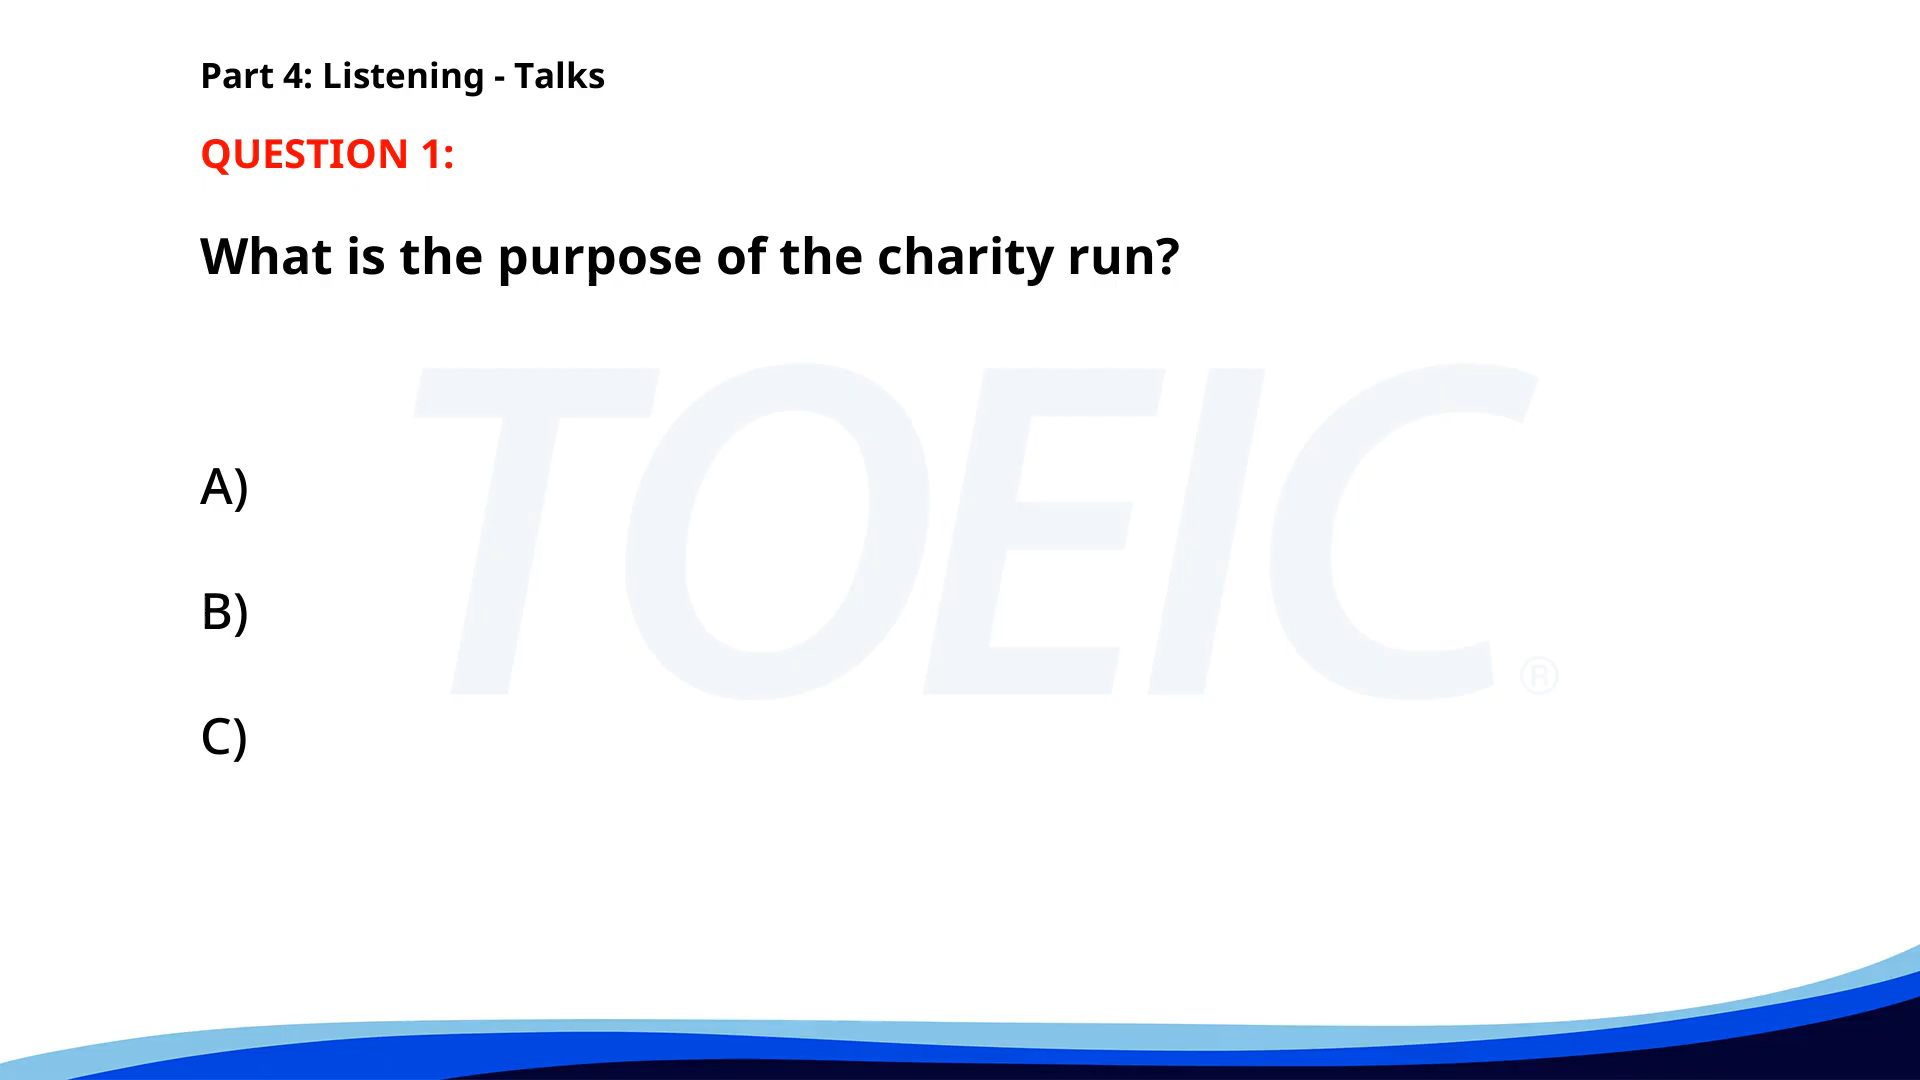 Part 4: Listening - Talks
QUESTION 1:
What is the purpose of the charity run?
TOEIC®
A)
B)
C)